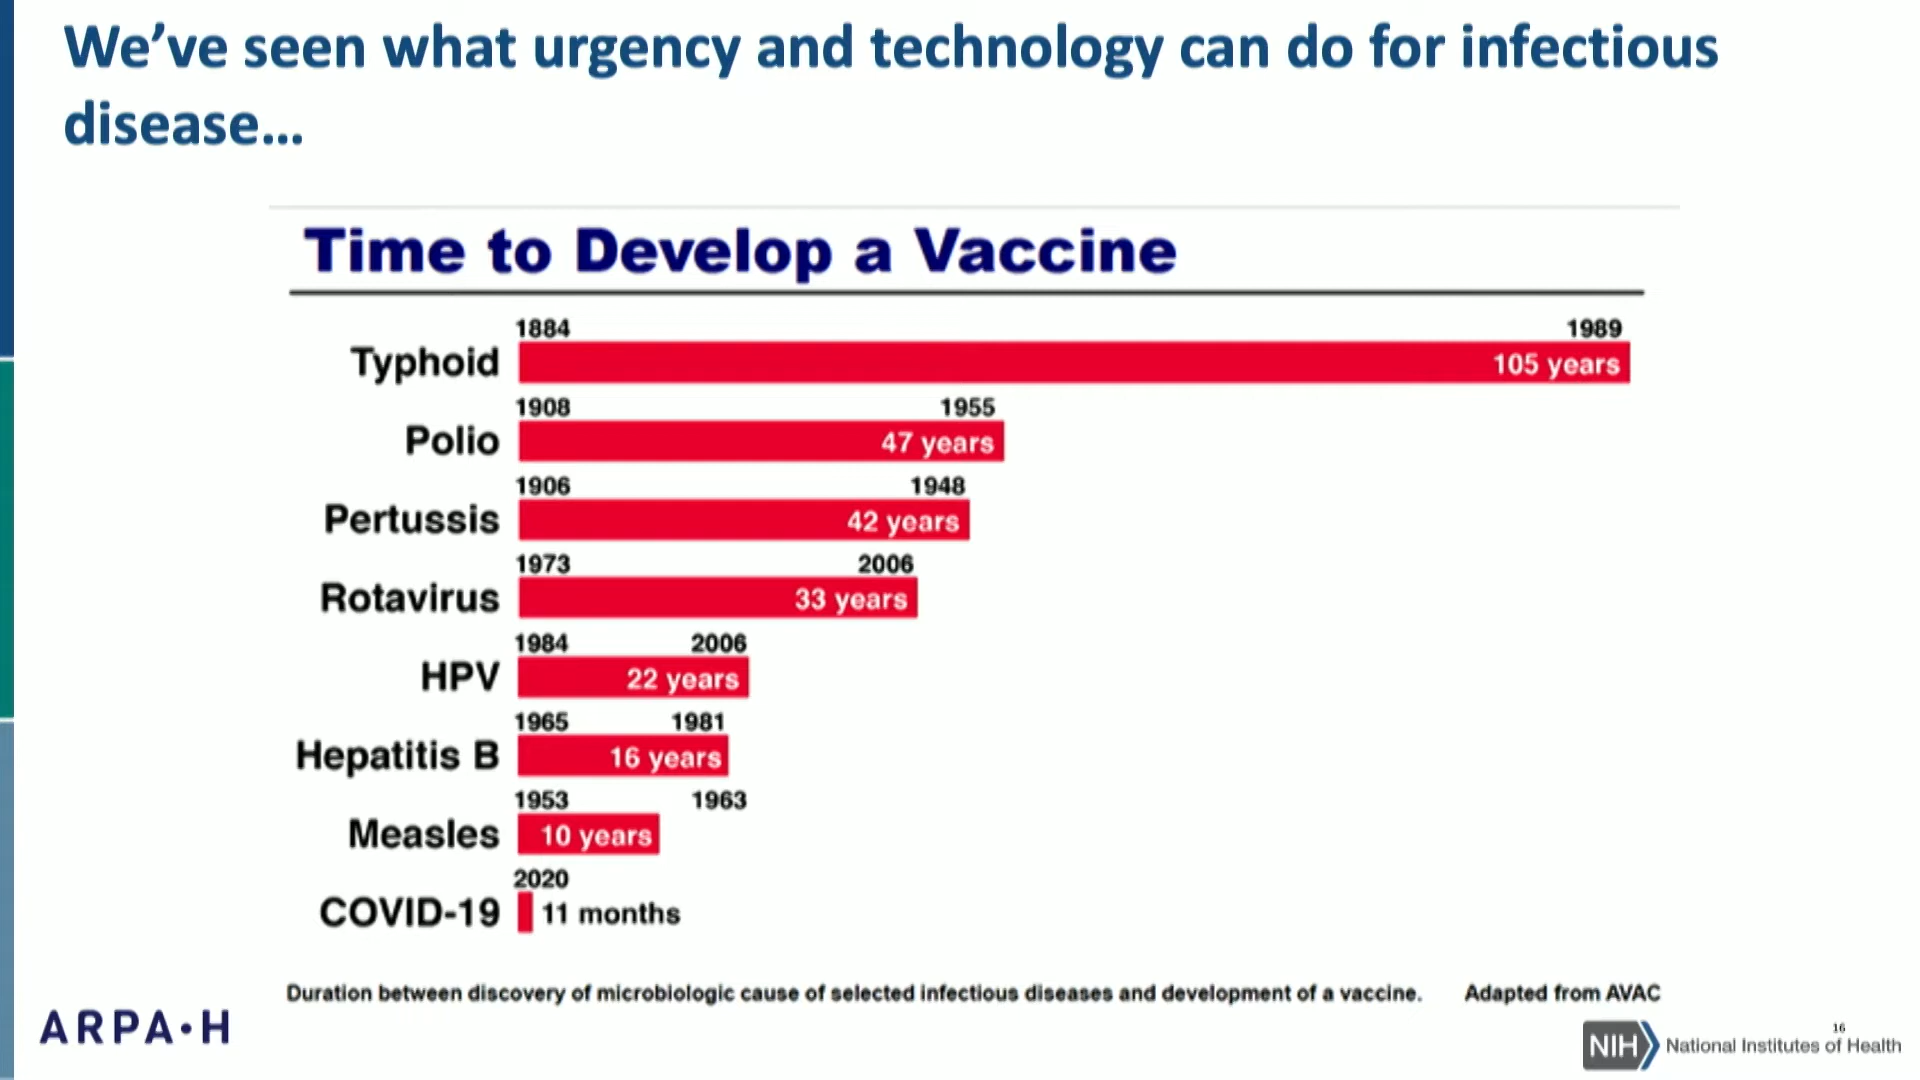 We've seen what urgency and technology can do for infectious
disease...
Time to Develop a Vaccine
1884 1989
Typhoid 105 years
1908 1955
Polio 47 years
1906 1948
Pertussis 42 years
1973 2006
Rotavirus 33 years
1984 2006
HPV 22 years
1965 1981
Hepatitis B 16 years
1953 1963
Measles 10 years
2020
COVID-19 11 months
Duration between discovery of microbiologic cause of selected infectious diseases and development of a vaccine. Adapted from AVAC
ARPA•H
16
NIH National Institutes of Health